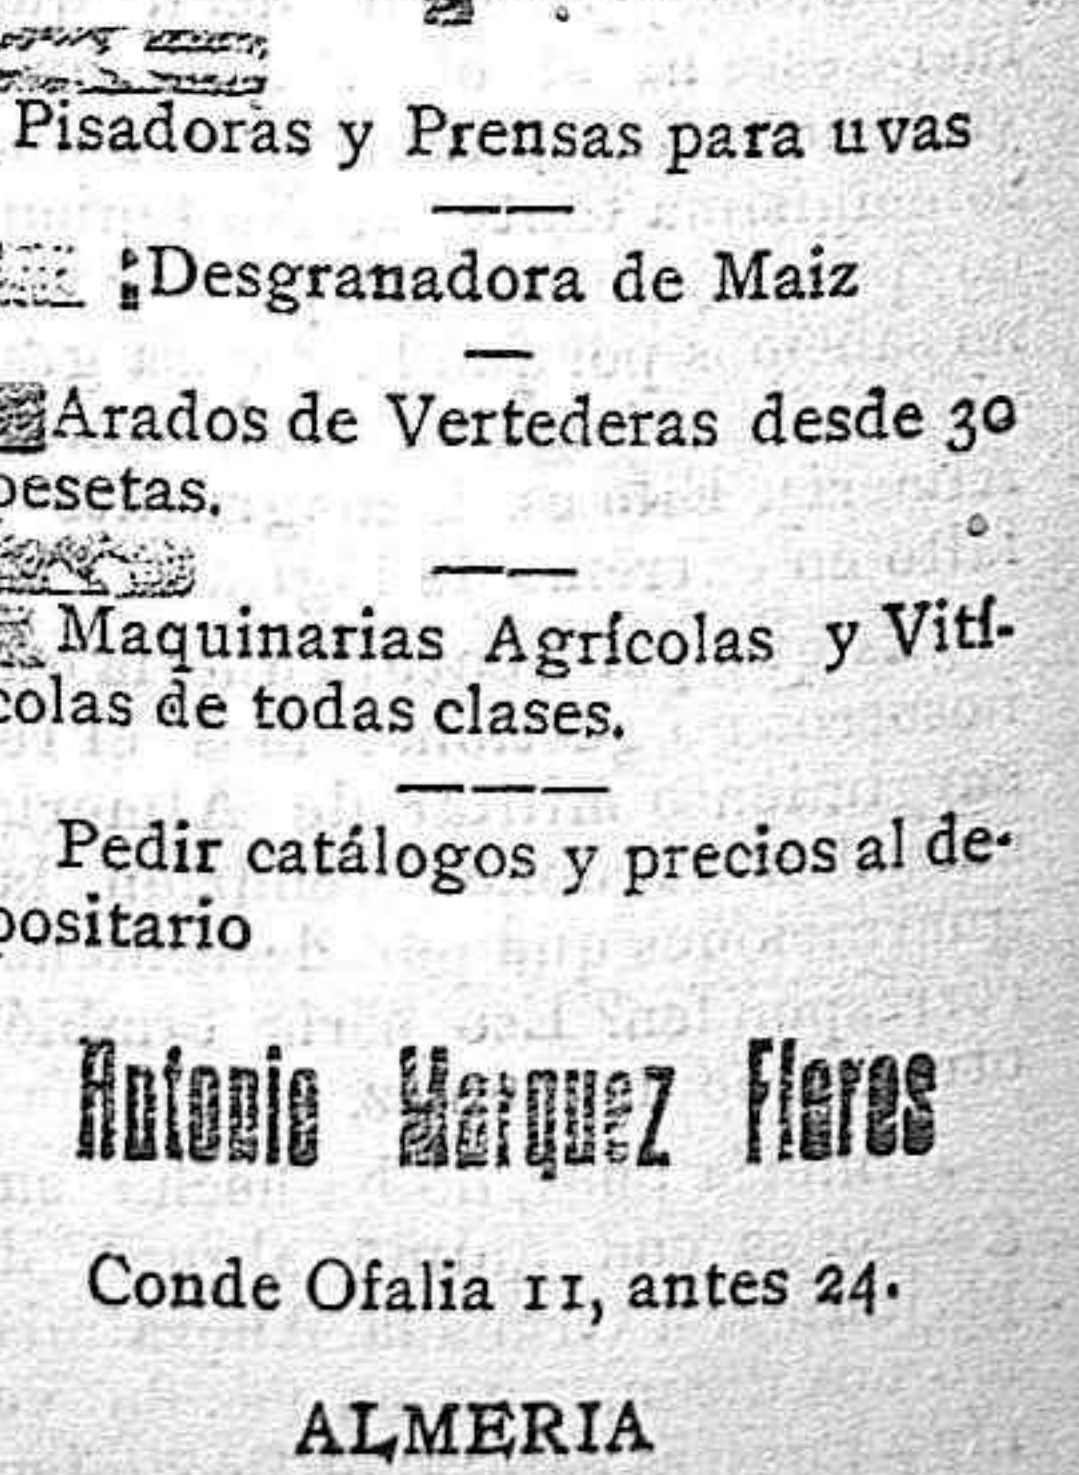 Pisadoras y Prensas para uvas
Desgranadora de Maiz
Arados de Vertederas desde 30
pesetas.
Maquinarias Agrícolas y Vití-
colas de todas clases.
Pedir catálogos y precios al de-
positario
Antonio Marquez Flores
Conde Ofalia 11, antes 24.
ALMERIA